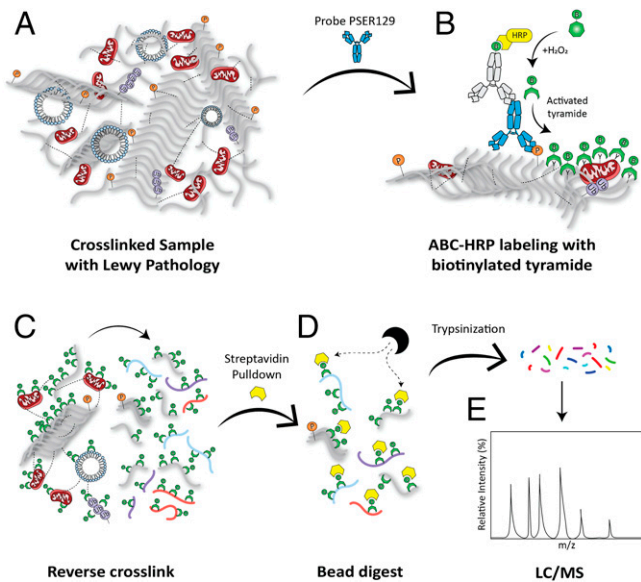 A
Probe PSER129
B
HRP
+H₂O₂
Activated
tyramide
Crosslinked Sample
with Lewy Pathology
ABC-HRP labeling with
biotinylated tyramide
C
Streptavidin
Pulldown
D
Trypsinization
E
Relative Intensity (%)
m/z
Reverse crosslink
Bead digest
LC/MS